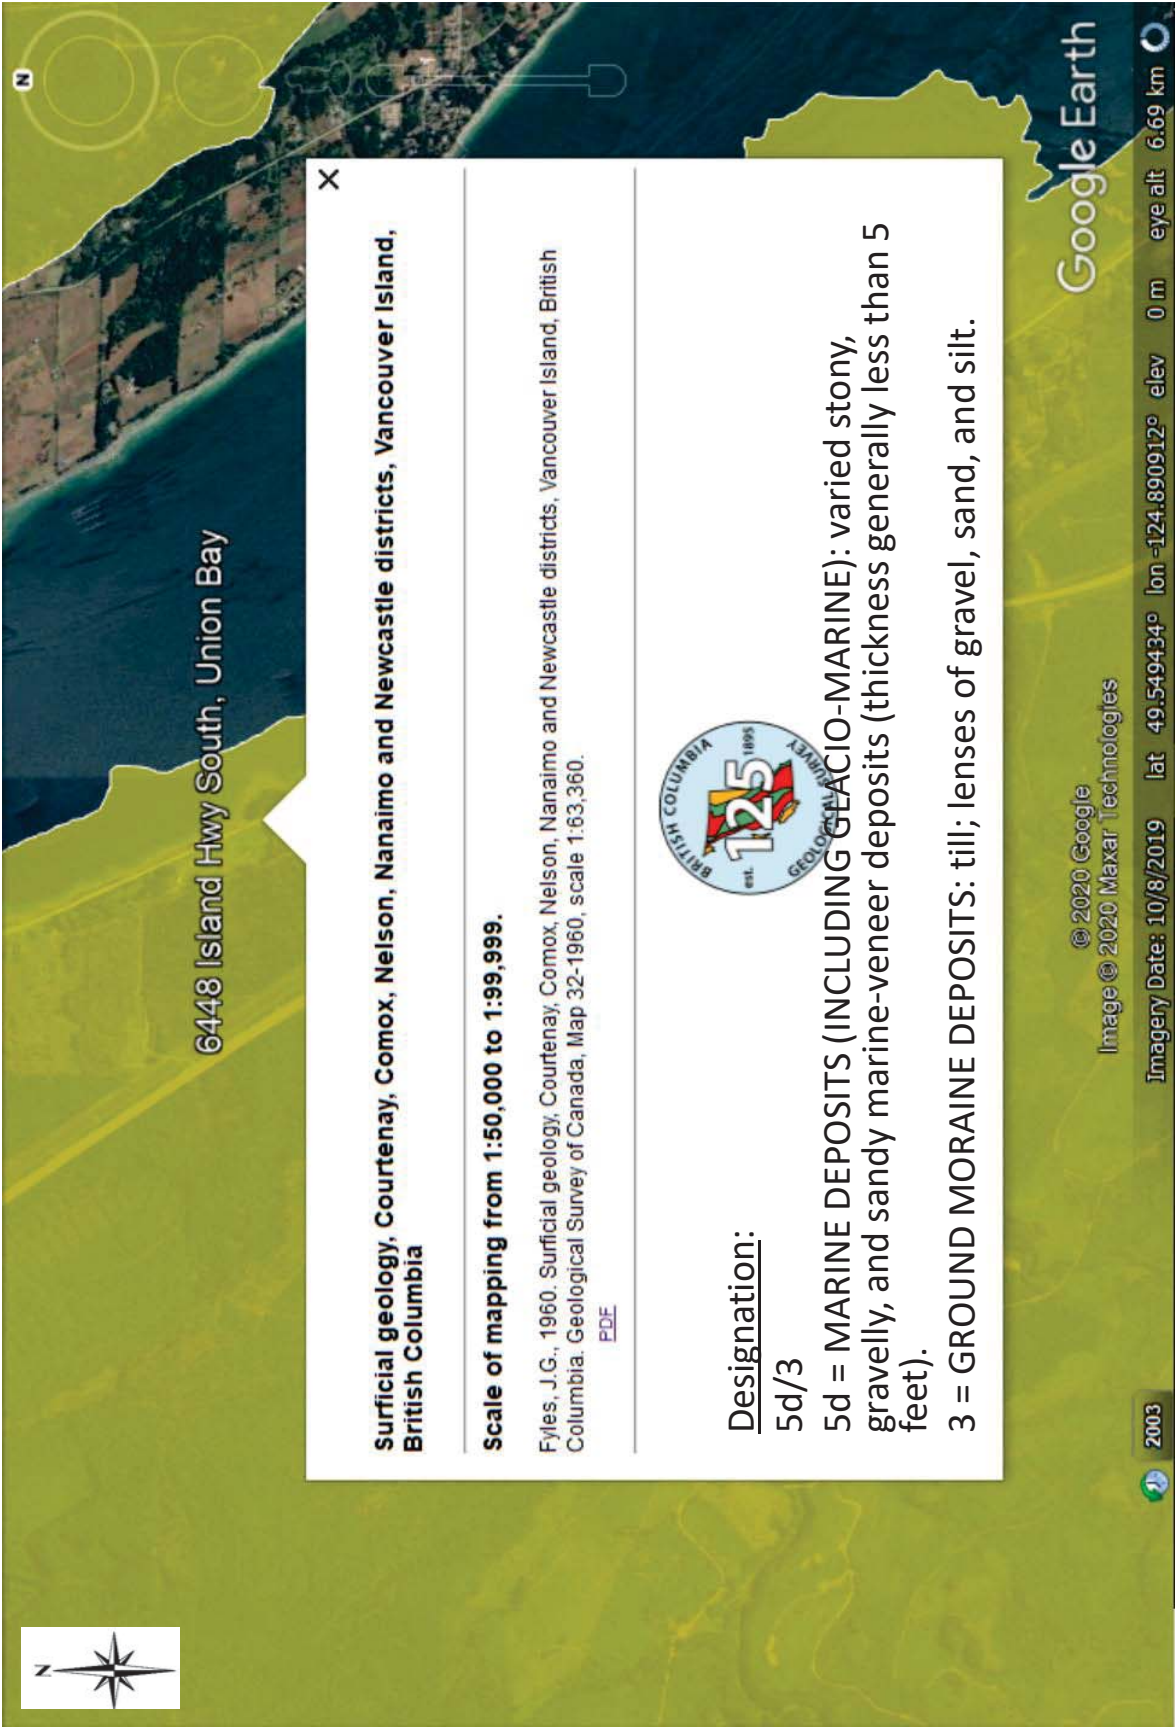 N
N
6448 Island Hwy South, Union Bay
Surficial geology, Courtenay, Comox, Nelson, Nanaimo and Newcastle districts, Vancouver Island,
British Columbia
Scale of mapping from 1:50,000 to 1:99,999.
Fyles, J.G., 1960. Surficial geology, Courtenay, Comox, Nelson, Nanaimo and Newcastle districts, Vancouver Island, British
Columbia. Geological Survey of Canada, Map 32-1960, scale 1:63,360.
PDF
BRITISH COLUMBIA
est. 125 1895
GEOLOGICAL SURVEY
Designation:
5d/3
5d = MARINE DEPOSITS (INCLUDING GLACIO-MARINE): varied stony,
gravelly, and sandy marine-veneer deposits (thickness generally less than 5
feet).
3 = GROUND MORAINE DEPOSITS: till; lenses of gravel, sand, and silt.
© 2020 Google
Image © 2020 Maxar Technologies
Google Earth
2003
Imagery Date: 10/8/2019 lat 49.549434° lon -124.890912° elev 0 m eye alt 6.69 km